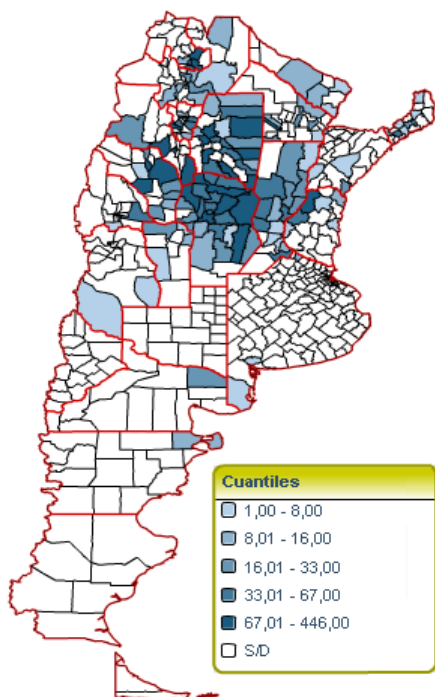 Cuantiles
1,00 - 8,00
8,01 - 16,00
16,01 - 33,00
33,01 - 67,00
67,01 - 446,00
S/D